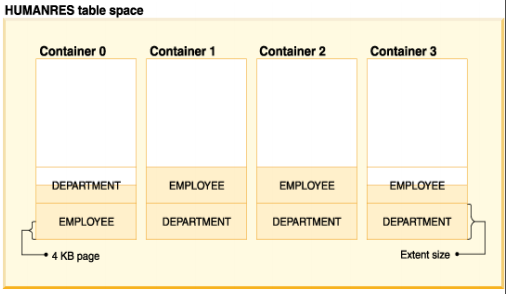 HUMANRES table space
Container 0 Container 1 Container 2 Container 3
DEPARTMENT EMPLOYEE EMPLOYEE EMPLOYEE
EMPLOYEE DEPARTMENT DEPARTMENT DEPARTMENT
4 KB page Extent size